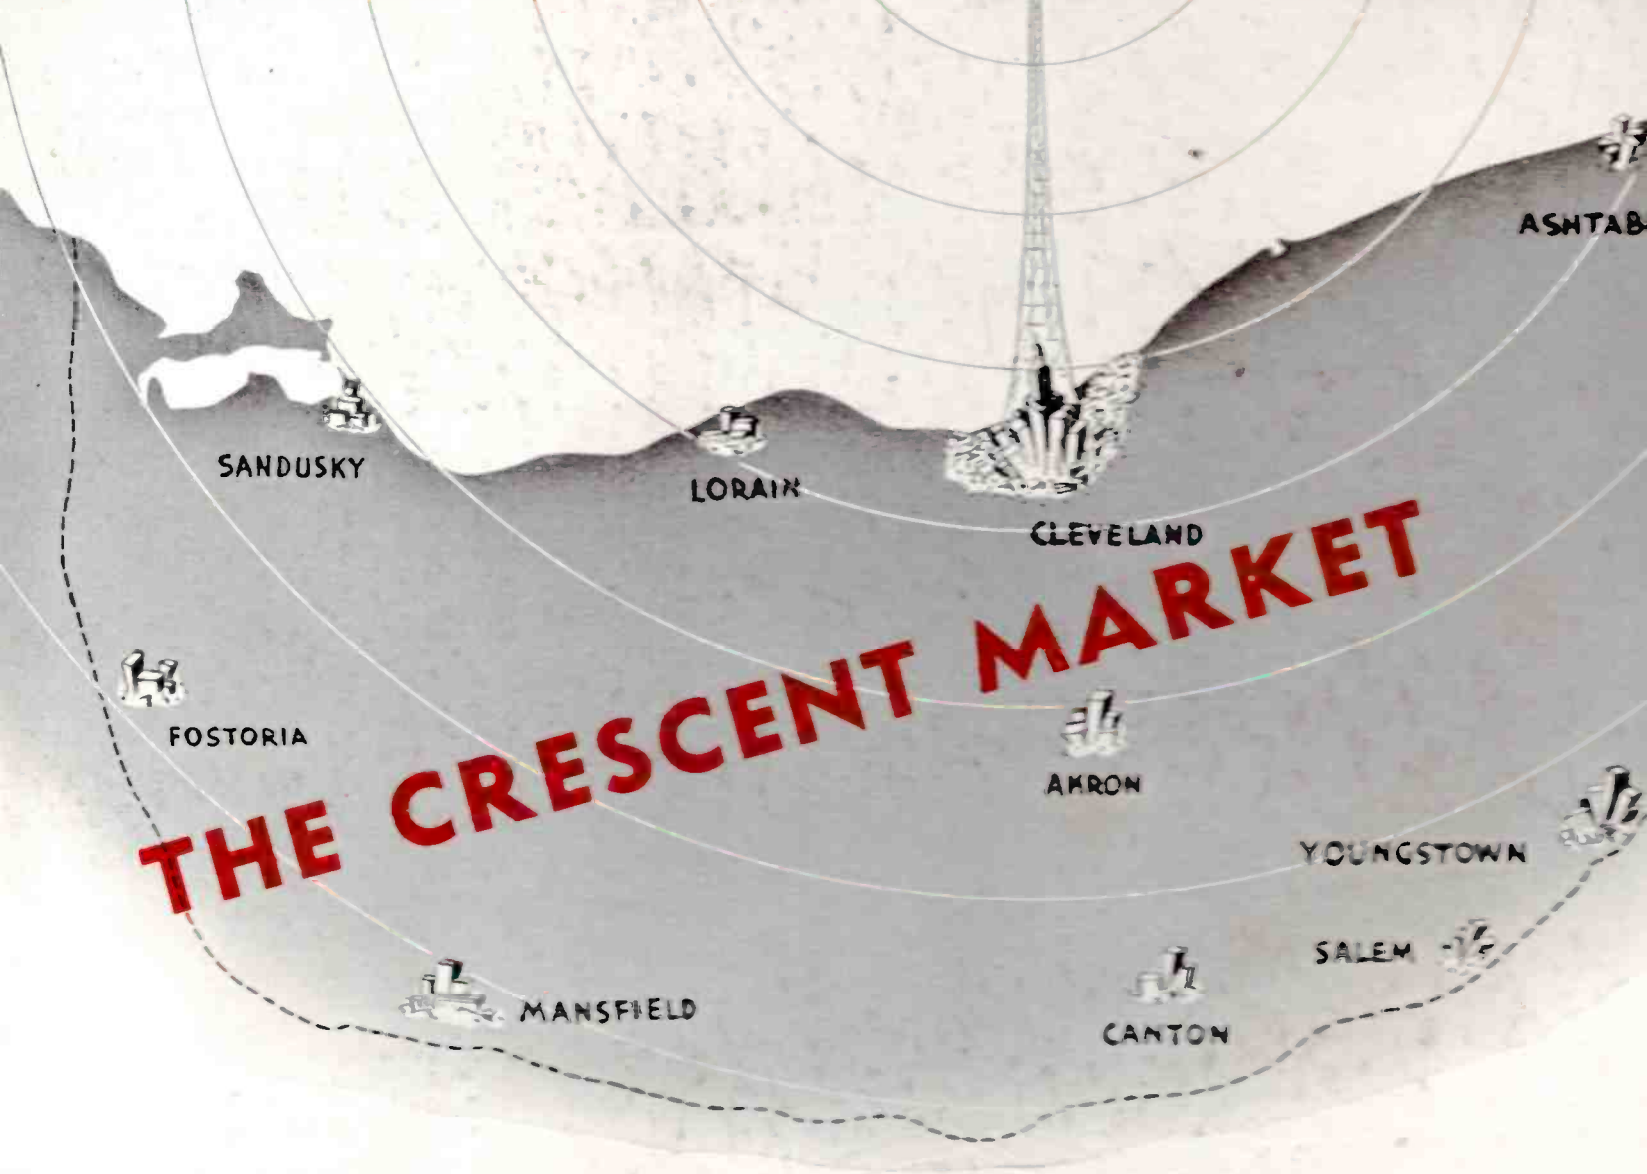 ASHTAB
SANDUSKY
LORAIN
CLEVELAND
THE CRESCENT MARKET
FOSTORIA
AKRON
YOUNGSTOWN
SALEM
MANSFIELD
CANTON